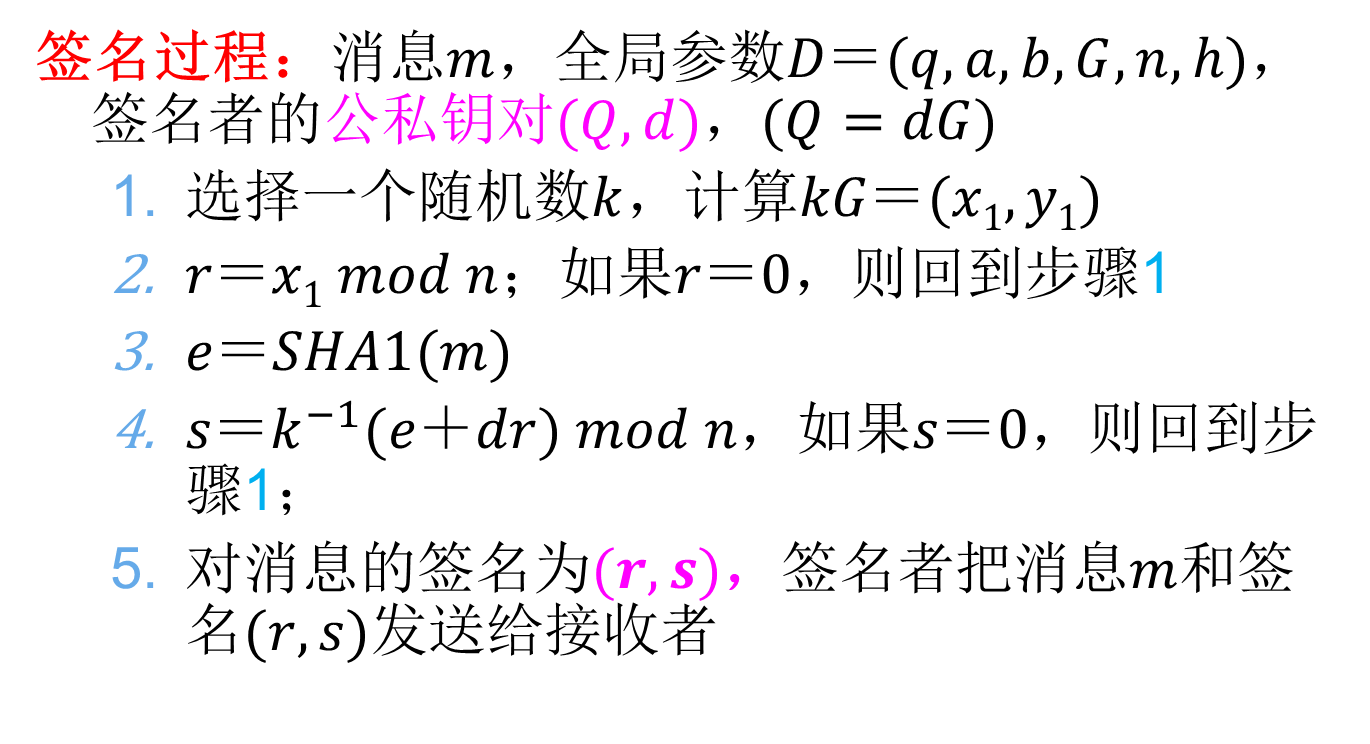 签名过程：消息𝑚，全局参数𝐷＝(𝑞, 𝑎, 𝑏, 𝐺, 𝑛, ℎ)，
签名者的公私钥对(𝑄, 𝑑)，(𝑄 = 𝑑𝐺)
1. 选择一个随机数𝑘，计算𝑘𝐺＝(𝑥₁, 𝑦₁)
2. 𝑟＝𝑥₁ 𝑚𝑜𝑑 𝑛；如果𝑟＝0，则回到步骤1
3. 𝑒＝𝑆𝐻𝐴1(𝑚)
4. 𝑠＝𝑘⁻¹(𝑒＋𝑑𝑟) 𝑚𝑜𝑑 𝑛，如果𝑠＝0，则回到步
骤1；
5. 对消息的签名为(𝒓, 𝒔)，签名者把消息𝑚和签
名(𝑟, 𝑠)发送给接收者